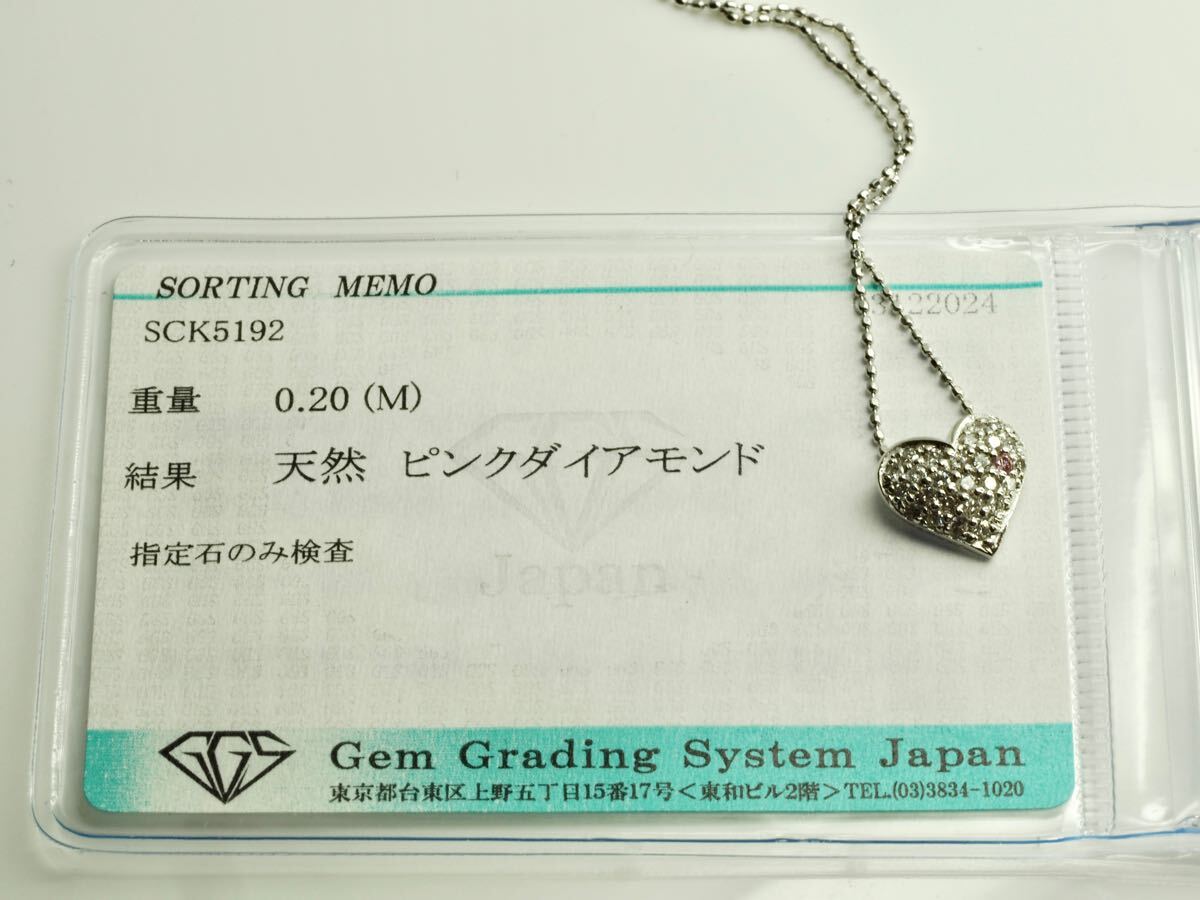 SORTING MEMO
SCK5192
重量 0.20 (M)
結果 天然 ピンクダイアモンド
指定石のみ検査
Japan
GGS Gem Grading System Japan
東京都台東区上野五丁目15番17号＜東和ビル2階＞TEL.(03)3834-1020